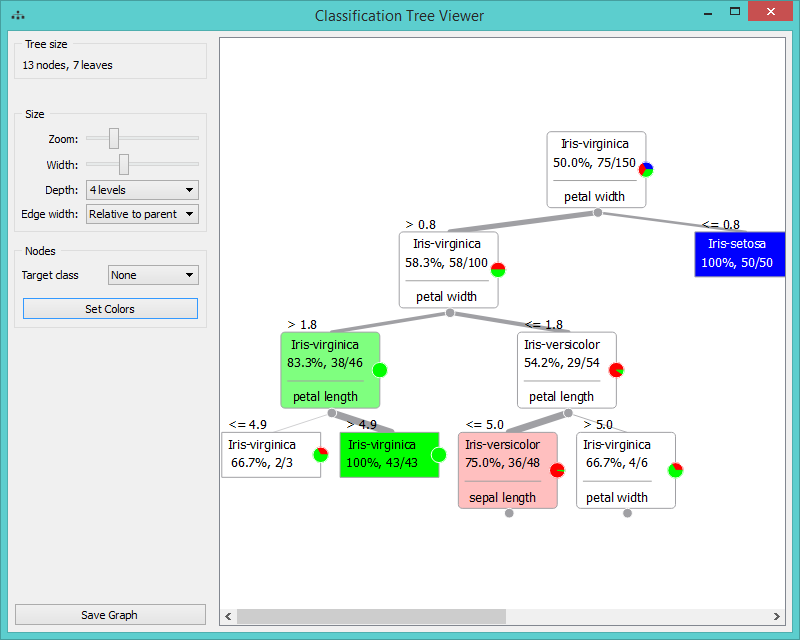 Classification Tree Viewer
Tree size
13 nodes, 7 leaves
Size
Zoom:
Width:
Depth: 4 levels
Edge width: Relative to parent
Nodes
Target class None
Set Colors
Save Graph
Iris-virginica
50.0%, 75/150
petal width
> 0.8
<= 0.8
Iris-virginica
58.3%, 58/100
petal width
Iris-setosa
100%, 50/50
> 1.8
<= 1.8
Iris-virginica
83.3%, 38/46
petal length
Iris-versicolor
54.2%, 29/54
petal length
<= 4.9
> 4.9
<= 5.0
> 5.0
Iris-virginica
66.7%, 2/3
Iris-virginica
100%, 43/43
Iris-versicolor
75.0%, 36/48
sepal length
Iris-virginica
66.7%, 4/6
petal width